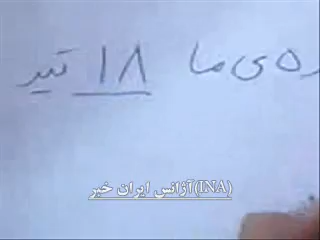 ی ما ۱۸ تیر
(INA)آژانس ایران خبر